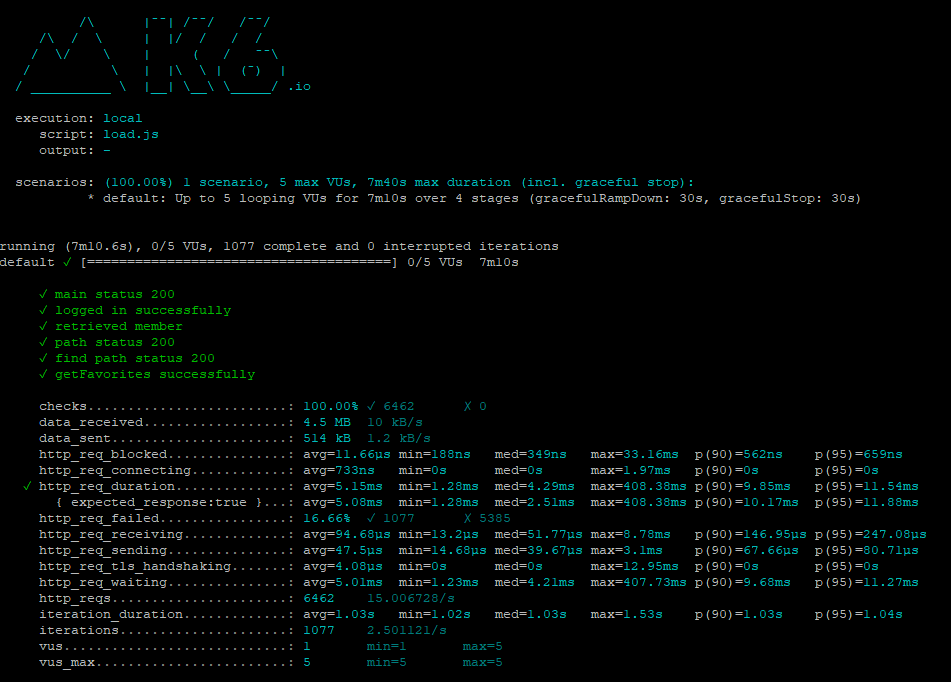 /\      |‾‾| /‾‾/   /‾‾/
     /\  /  \     |  |/  /   /  /
    /  \/    \    |     (   /   ‾‾\
   /          \   |  |\  \ |  (‾)  |
  / __________ \  |__| \__\ \_____/ .io
execution: local
script: load.js
output: -
scenarios: (100.00%) 1 scenario, 5 max VUs, 7m40s max duration (incl. graceful stop):
* default: Up to 5 looping VUs for 7m10s over 4 stages (gracefulRampDown: 30s, gracefulStop: 30s)
running (7m10.6s), 0/5 VUs, 1077 complete and 0 interrupted iterations
default ✓ [======================================] 0/5 VUs  7m10s
✓ main status 200
✓ logged in successfully
✓ retrieved member
✓ path status 200
✓ find path status 200
✓ getFavorites successfully
checks.........................: 100.00% ✓ 6462      ✗ 0
data_received..................: 4.5 MB  10 kB/s
data_sent......................: 514 kB  1.2 kB/s
http_req_blocked...............: avg=11.66µs min=188ns   med=349ns   max=33.16ms  p(90)=562ns    p(95)=659ns
http_req_connecting............: avg=733ns   min=0s      med=0s      max=1.97ms   p(90)=0s       p(95)=0s
✓ http_req_duration..............: avg=5.15ms  min=1.28ms  med=4.29ms  max=408.38ms p(90)=9.85ms   p(95)=11.54ms
{ expected_response:true }...: avg=5.08ms  min=1.28ms  med=2.51ms  max=408.38ms p(90)=10.17ms  p(95)=11.88ms
http_req_failed................: 16.66%  ✓ 1077      ✗ 5385
http_req_receiving.............: avg=94.68µs min=13.2µs  med=51.77µs max=8.78ms   p(90)=146.95µs p(95)=247.08µs
http_req_sending...............: avg=47.5µs  min=14.68µs med=39.67µs max=3.1ms    p(90)=67.66µs  p(95)=80.71µs
http_req_tls_handshaking.......: avg=4.08µs  min=0s      med=0s      max=12.95ms  p(90)=0s       p(95)=0s
http_req_waiting...............: avg=5.01ms  min=1.23ms  med=4.21ms  max=407.73ms p(90)=9.68ms   p(95)=11.27ms
http_reqs......................: 6462    15.006728/s
iteration_duration.............: avg=1.03s   min=1.02s   med=1.03s   max=1.53s    p(90)=1.03s    p(95)=1.04s
iterations.....................: 1077    2.501121/s
vus............................: 1       min=1       max=5
vus_max........................: 5       min=5       max=5